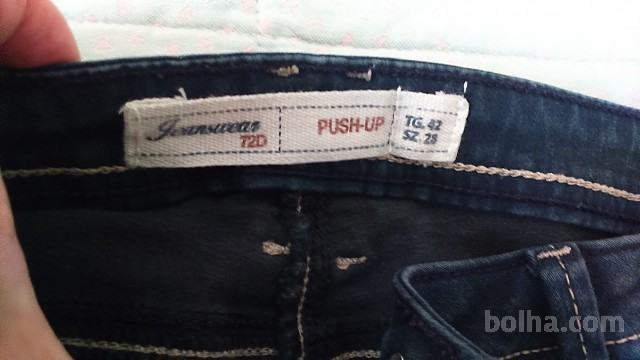 Jeanswear
72D
PUSH-UP
TG. 42
SZ. 28
bolha.com